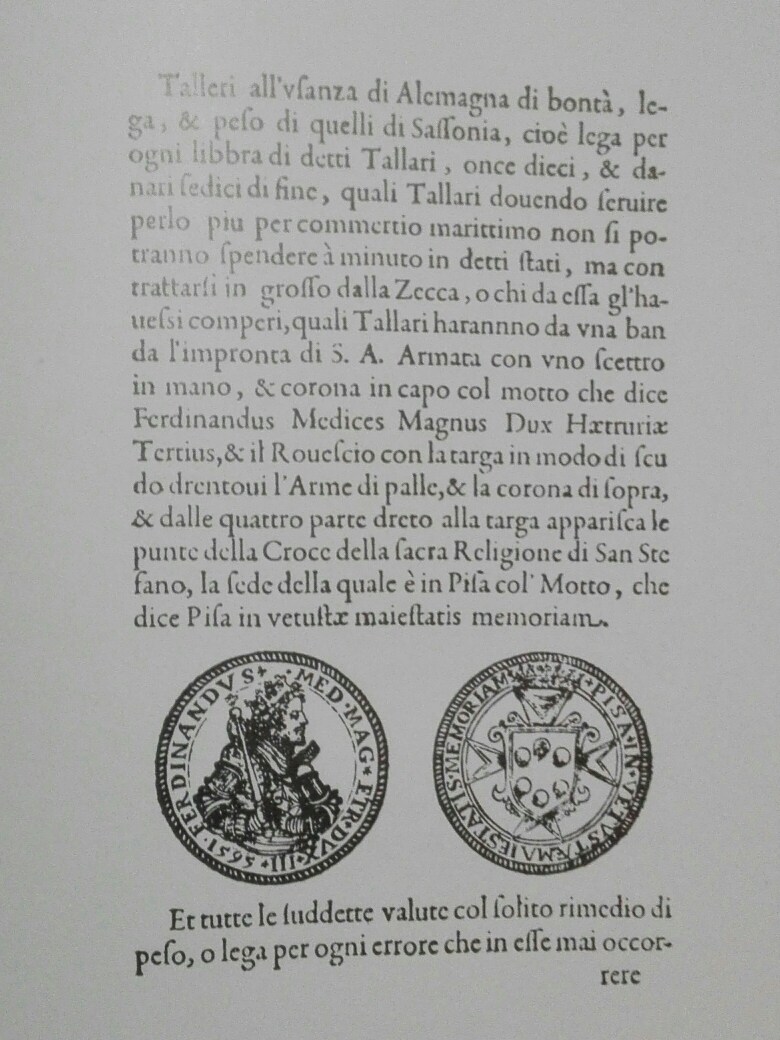 Talleri all'vſanza di Alemagna di bontà, le-
ga, & peſo di quelli di Saſſonia, cioè lega per
ogni libbra di detti Tallari, once dieci, & da-
nari ſedici di fine, quali Tallari douendo ſeruire
perlo piu per commertio marittimo non ſi po-
tranno ſpendere à minuto in detti ſtati, ma con
trattarſi in groſſo dalla Zecca, o chi da eſſa gl'ha-
ueſsi comperi, quali Tallari harannno da vna ban
da l'impronta di S. A. Armata con vno ſcettro
in mano, & corona in capo col motto che dice
Ferdinandus Medices Magnus Dux Hætruriæ
Tertius, & il Roueſcio con la targa in modo di ſcu
do drentoui l'Arme di palle, & la corona di ſopra,
& dalle quattro parte dreto alla targa appariſca le
punte della Croce della ſacra Religione di San Ste
fano, la ſede della quale è in Piſa col' Motto, che
dice Piſa in vetuſtæ maieſtatis memoriam.
FERDINANDVS MED·MAG·ETR·DVX·III·1595·
PISA·IN·VETVSTÆMAIESTATIS·MEMORIAM
Et tutte le ſuddette valute col ſolito rimedio di
peſo, o lega per ogni errore che in eſſe mai occor-
rere